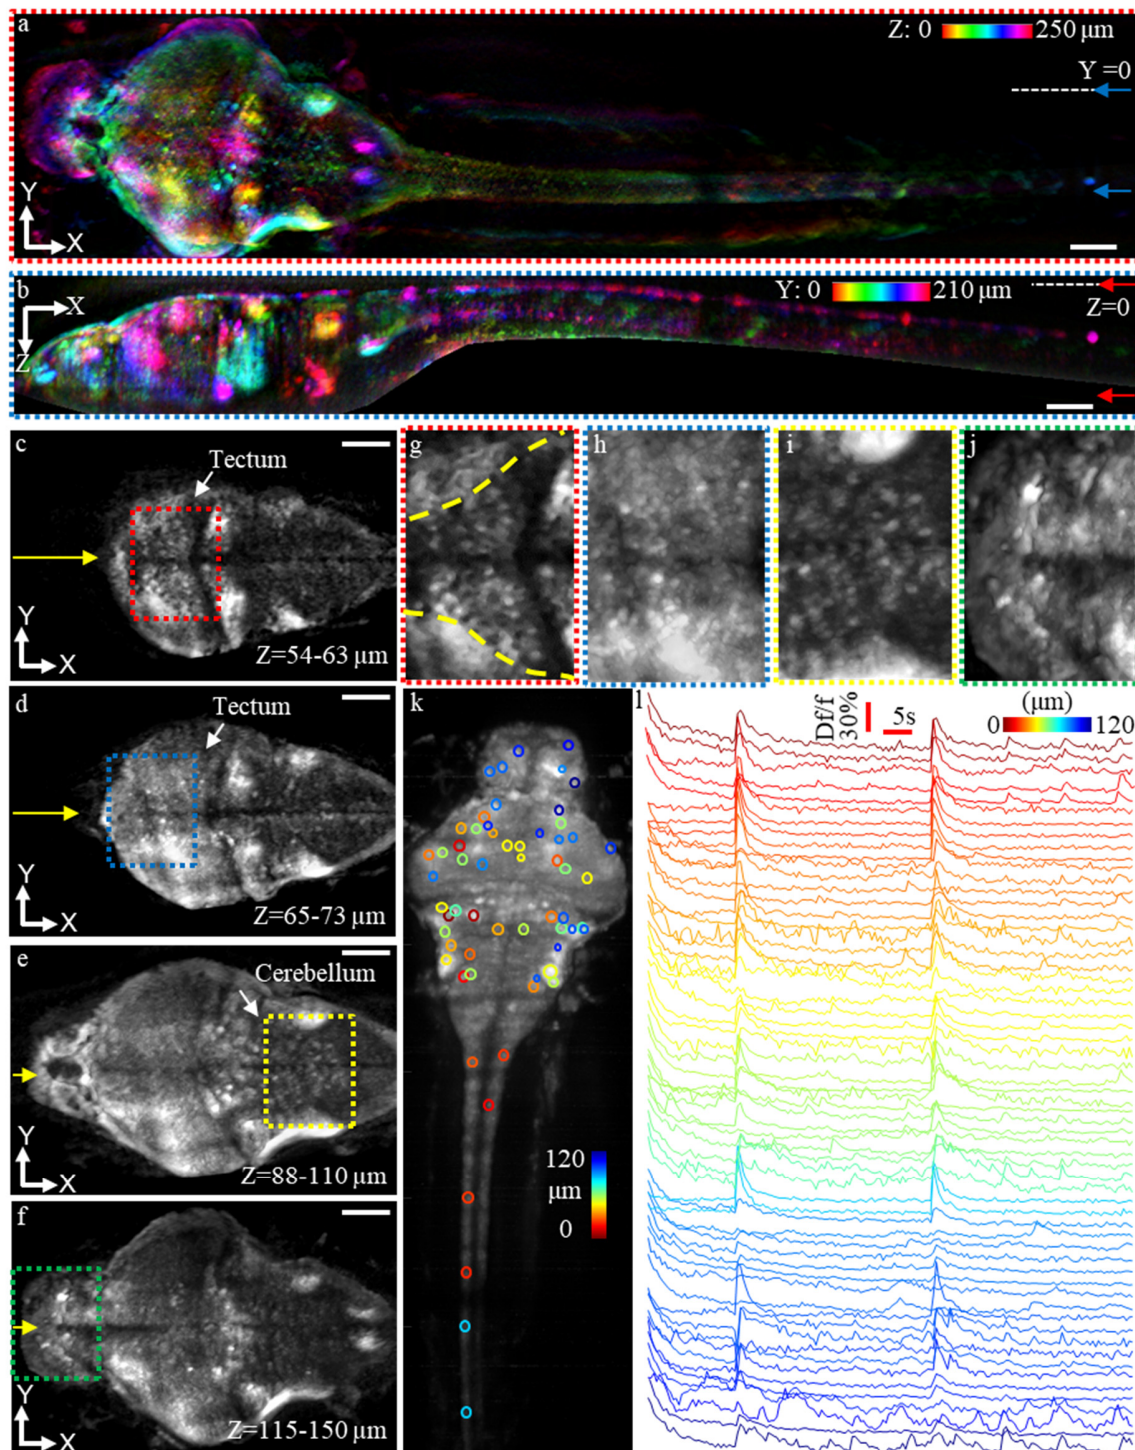 a
Z: 0 250 μm
Y =0
Y
X
b
X
Z
Y: 0 210 μm
Z=0
c
Tectum
Y
X
Z=54-63 μm
g
h
i
j
d
Tectum
Y
X
Z=65-73 μm
e
Cerebellum
Y
X
Z=88-110 μm
f
Y
X
Z=115-150 μm
k
120
μm
0
l
Df/f
30%
5s
(μm)
0 120